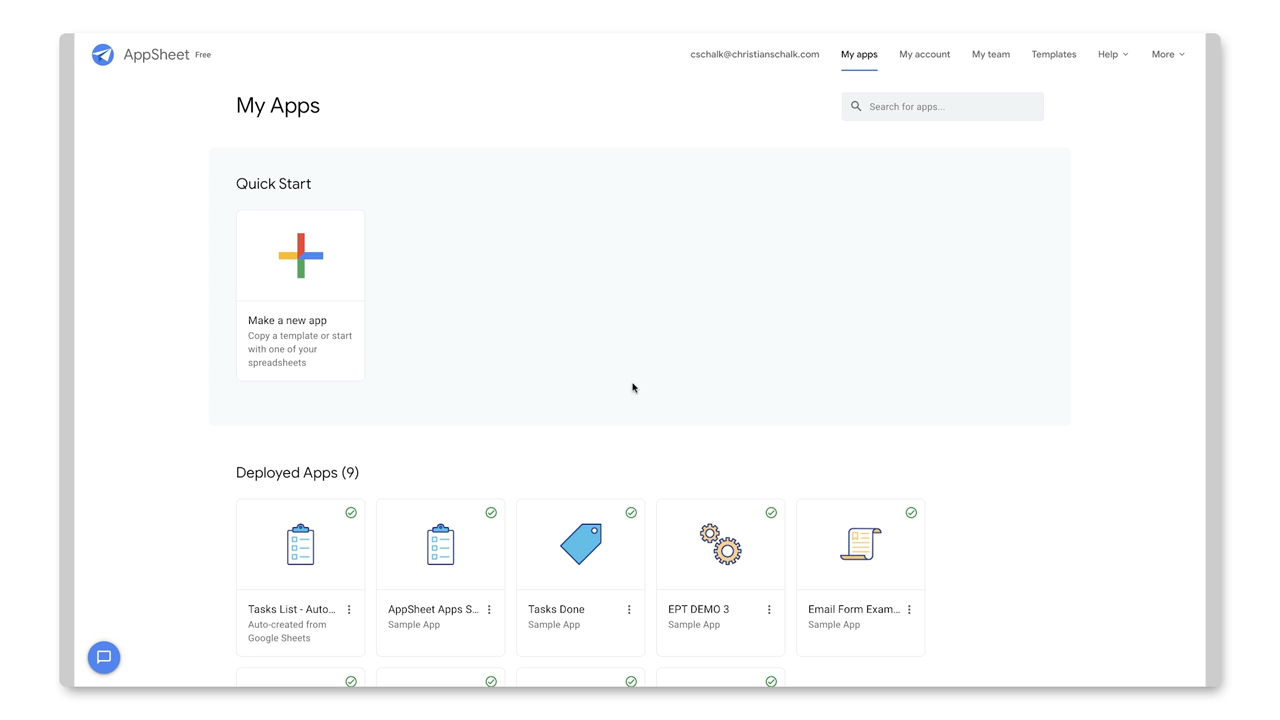 AppSheet Free
cschalk@christianschalk.com My apps My account My team Templates Help More
My Apps
Search for apps...
Quick Start
Make a new app
Copy a template or start
with one of your
spreadsheets
Deployed Apps (9)
Tasks List - Auto...
Auto-created from
Google Sheets
AppSheet Apps S...
Sample App
Tasks Done
Sample App
EPT DEMO 3
Sample App
Email Form Exam...
Sample App